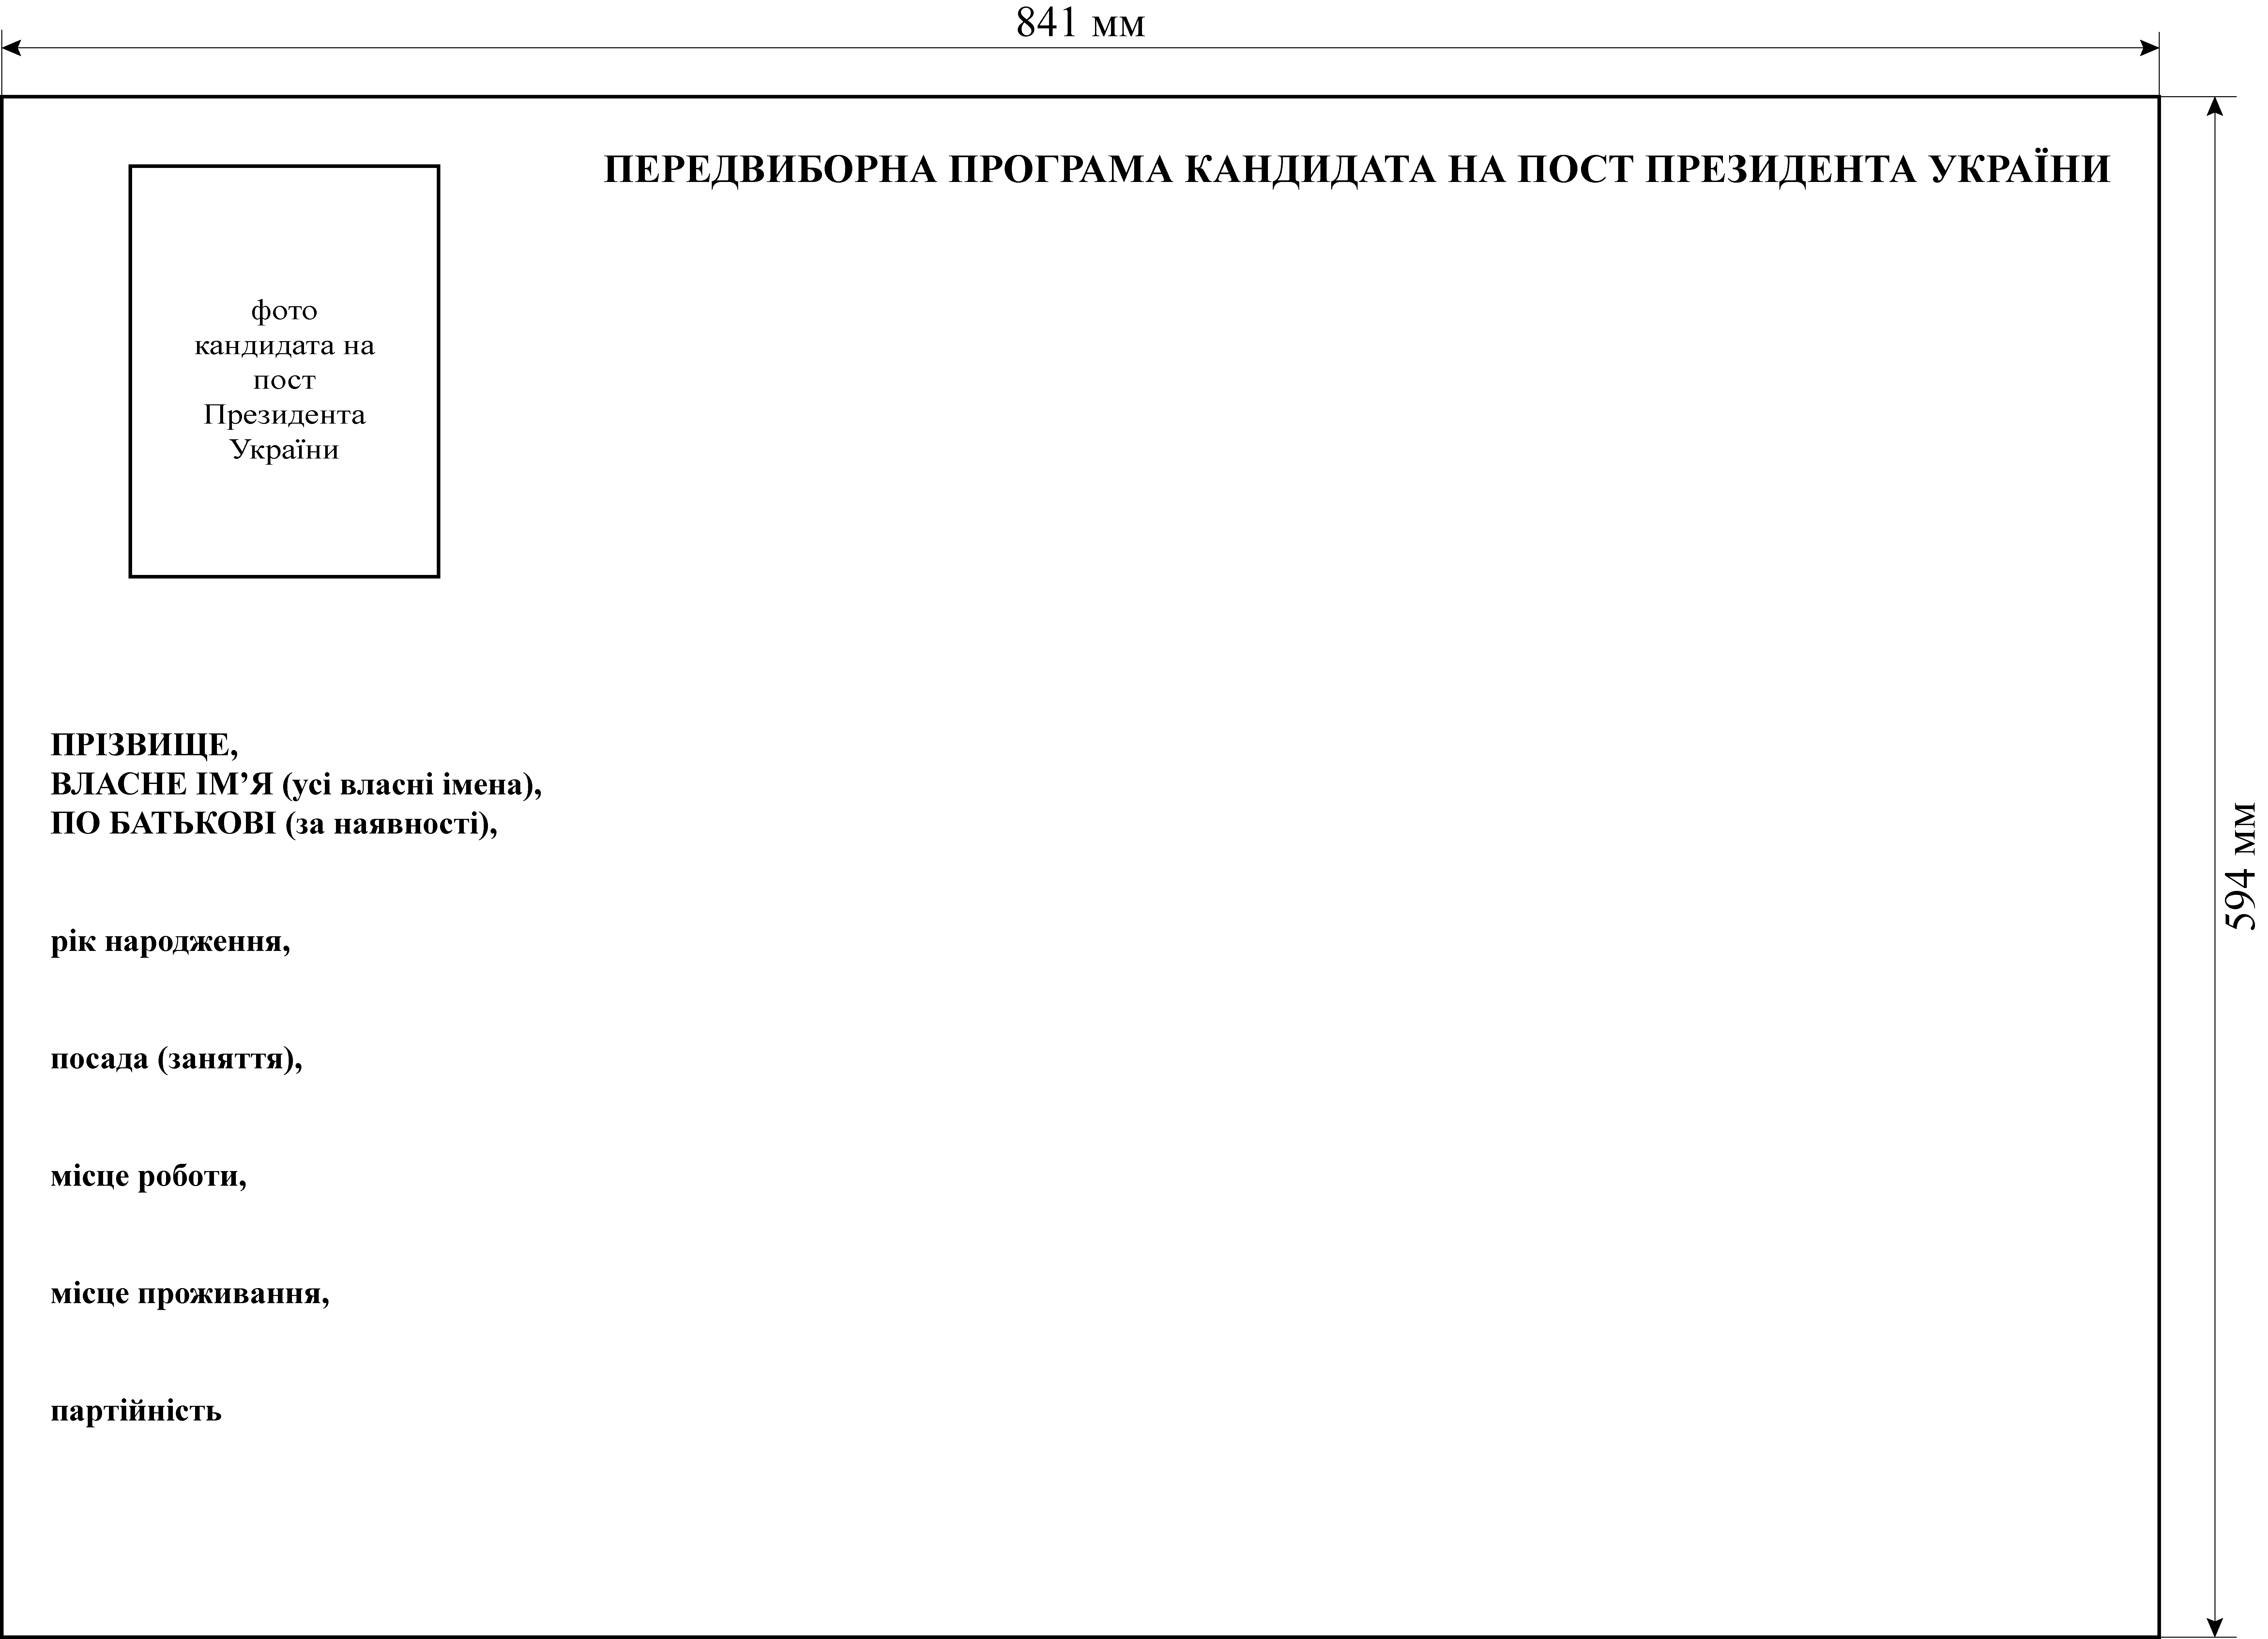 841 мм
ПЕРЕДВИБОРНА ПРОГРАМА КАНДИДАТА НА ПОСТ ПРЕЗИДЕНТА УКРАЇНИ
фото
кандидата на
пост
Президента
України
ПРІЗВИЩЕ,
ВЛАСНЕ ІМ’Я (усі власні імена),
ПО БАТЬКОВІ (за наявності),
рік народження,
посада (заняття),
місце роботи,
місце проживання,
партійність
594 мм